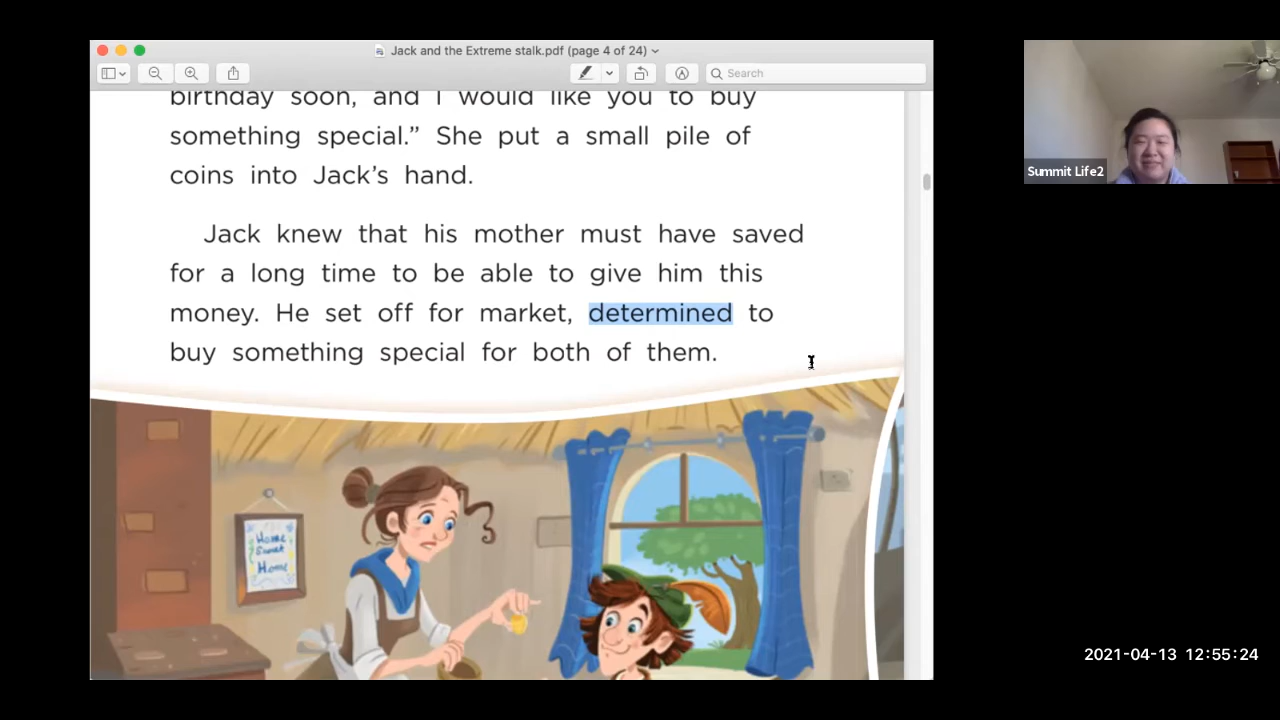 Jack and the Extreme stalk.pdf (page 4 of 24)
Search
birthday soon, and I would like you to buy
something special.” She put a small pile of
coins into Jack’s hand.
Jack knew that his mother must have saved
for a long time to be able to give him this
money. He set off for market, determined to
buy something special for both of them.
Home
Sweet
Home
Summit Life2
2021-04-13 12:55:24